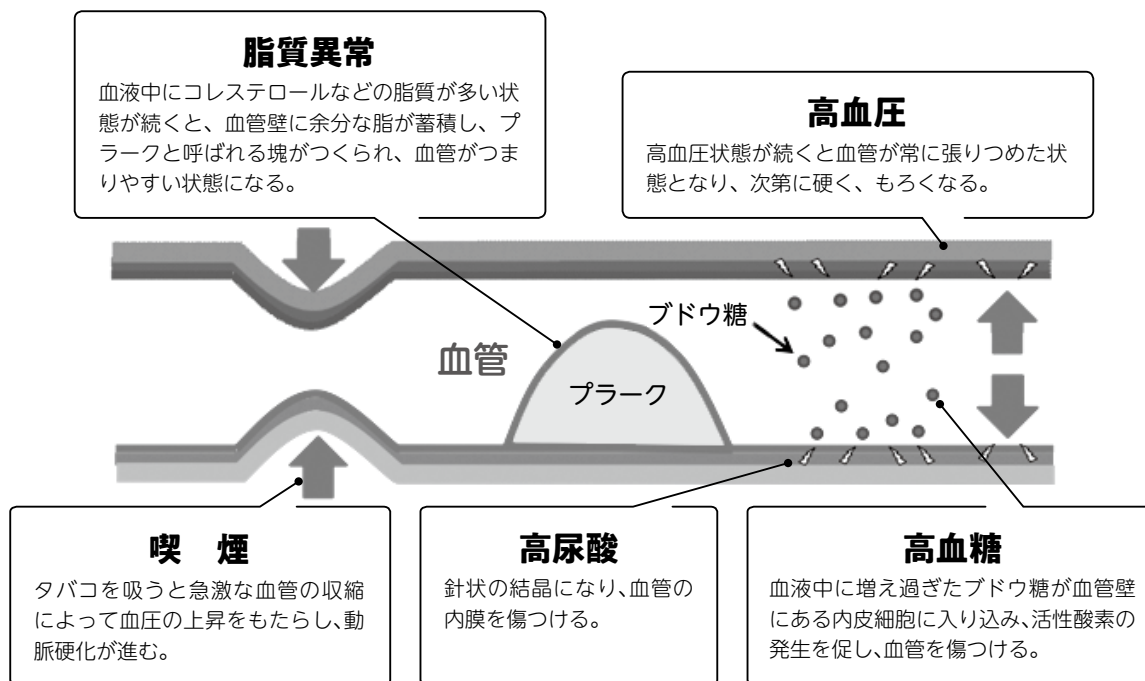 脂質異常
血液中にコレステロールなどの脂質が多い状
態が続くと、血管壁に余分な脂が蓄積し、プ
ラークと呼ばれる塊がつくられ、血管がつま
りやすい状態になる。
高血圧
高血圧状態が続くと血管が常に張りつめた状
態となり、次第に硬く、もろくなる。
ブドウ糖
血管
プラーク
喫　煙
タバコを吸うと急激な血管の収縮
によって血圧の上昇をもたらし、動
脈硬化が進む。
高尿酸
針状の結晶になり、血管の
内膜を傷つける。
高血糖
血液中に増え過ぎたブドウ糖が血管壁
にある内皮細胞に入り込み、活性酸素の
発生を促し、血管を傷つける。